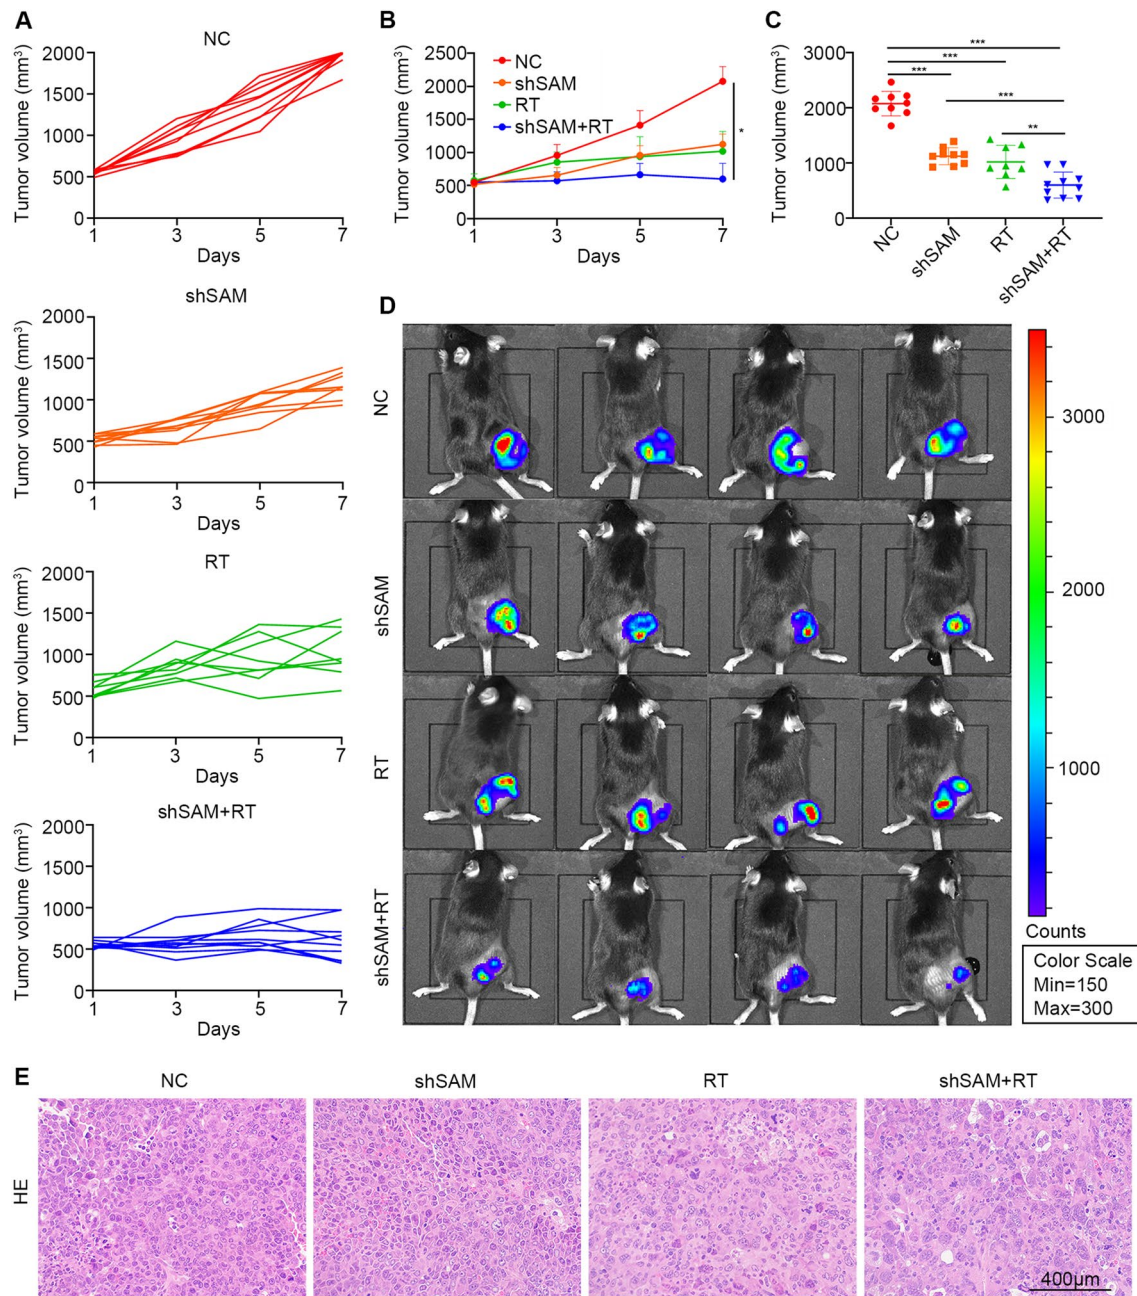 A
NC
Tumor volume (mm³)
2000
1500
1000
500
0
1 3 5 7
Days
shSAM
Tumor volume (mm³)
2000
1500
1000
500
0
1 3 5 7
Days
RT
Tumor volume (mm³)
2000
1500
1000
500
0
1 3 5 7
Days
shSAM+RT
Tumor volume (mm³)
2000
1500
1000
500
0
1 3 5 7
Days
B
Tumor volume (mm³)
2500
2000
1500
1000
500
0
NC
shSAM
RT
shSAM+RT
*
1 3 5 7
Days
C
Tumor volume (mm³)
3000
2000
1000
0
***
***
***
***
**
NC
shSAM
RT
shSAM+RT
D
NC
shSAM
RT
shSAM+RT
3000
2000
1000
Counts
Color Scale
Min=150
Max=300
E
NC shSAM RT shSAM+RT
HE
400μm